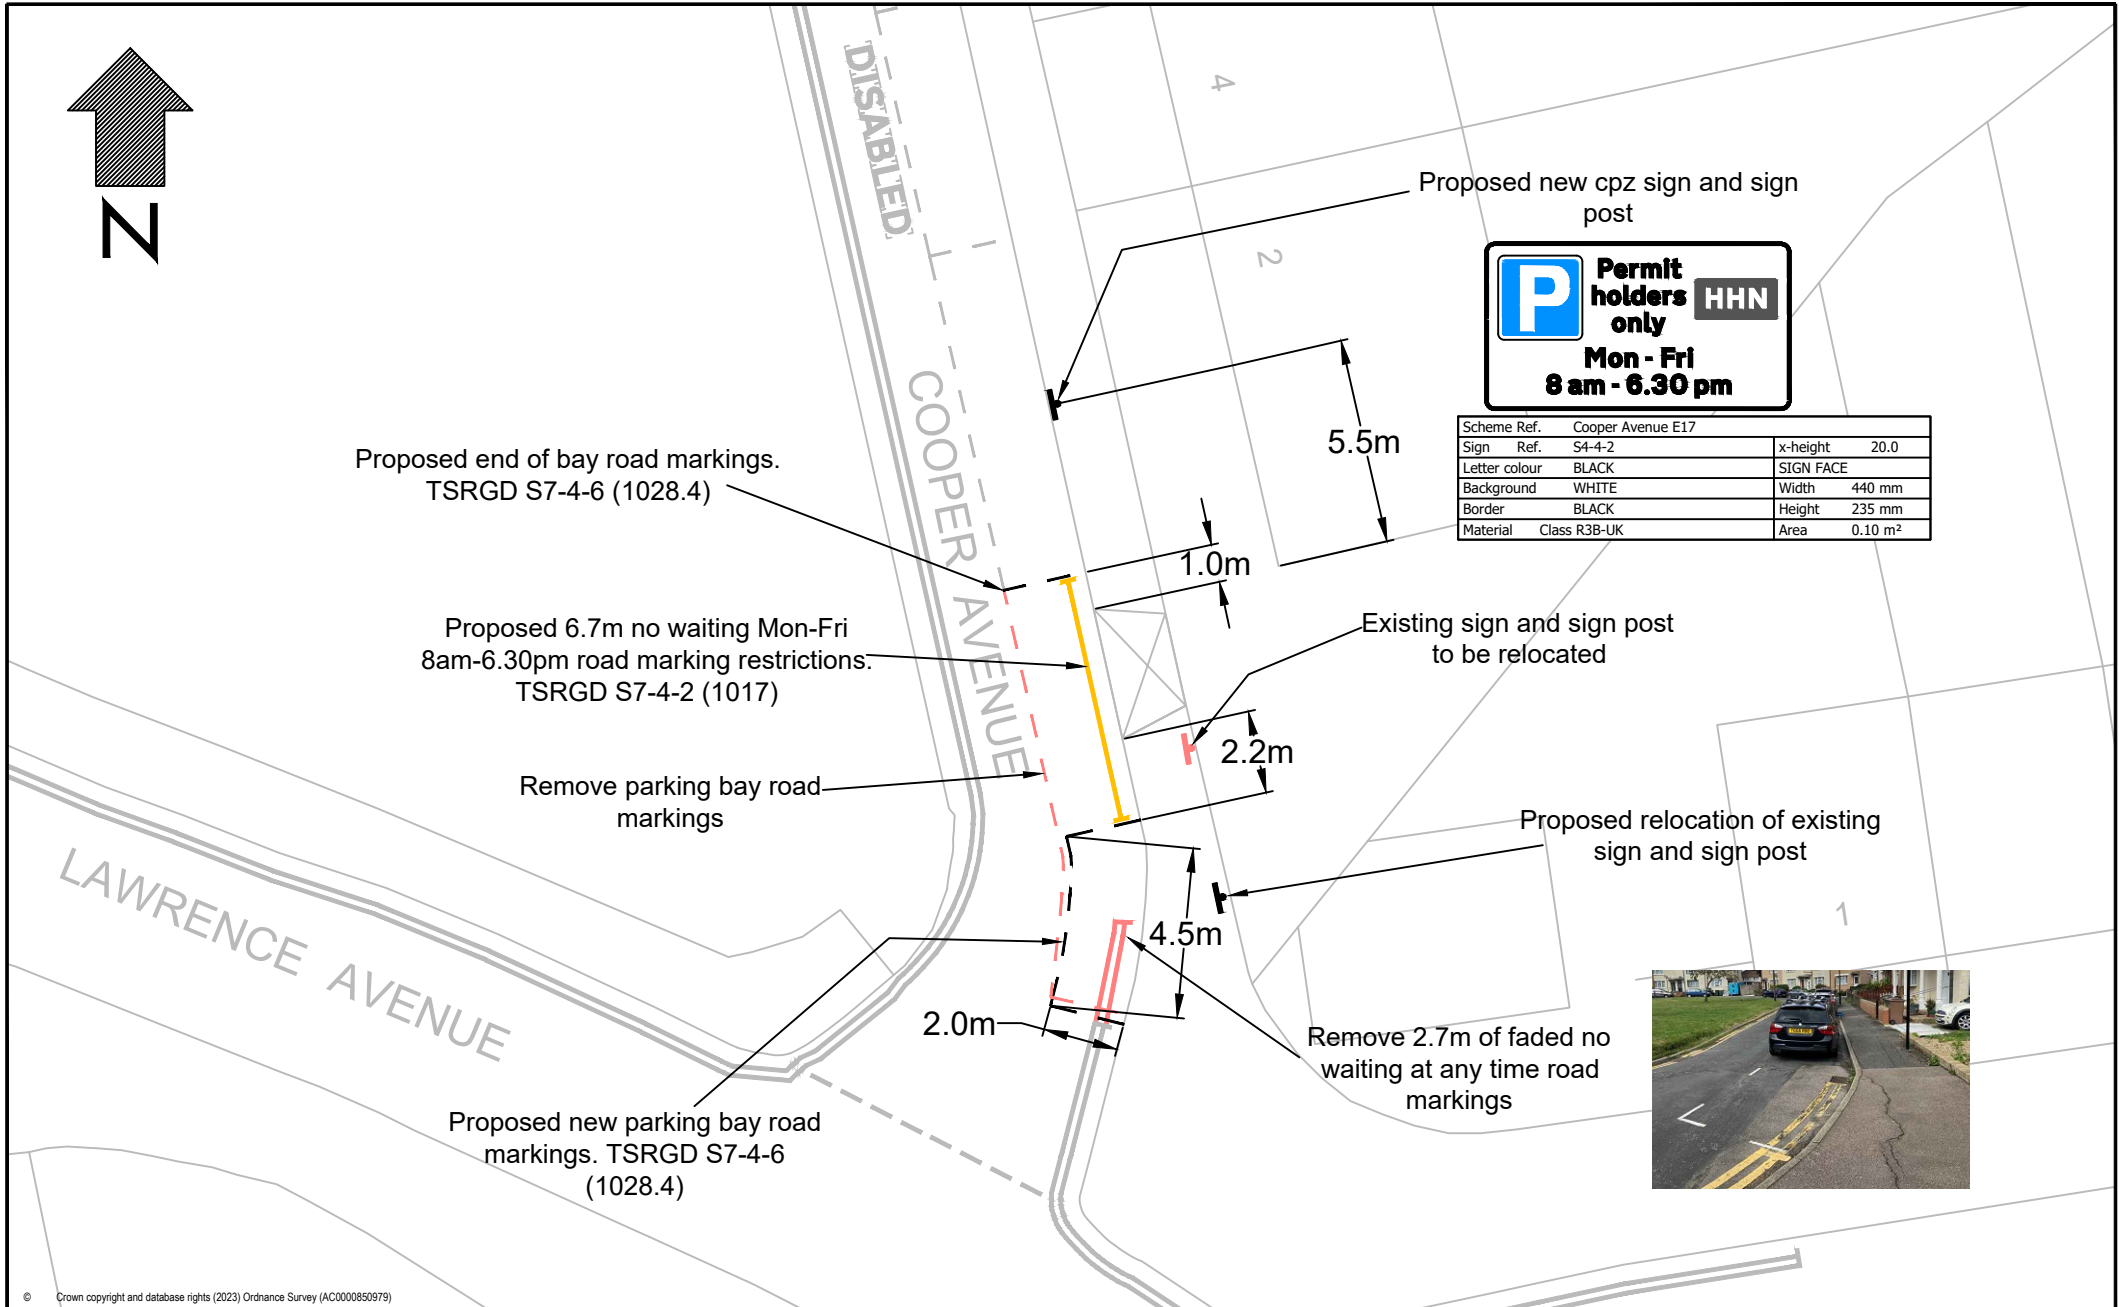 N
DISABLED
4
2
Proposed new cpz sign and sign
post
P
Permit
holders
only
HHN
Mon - Fri
8 am - 6.30 pm
Scheme Ref. Cooper Avenue E17
Sign Ref. S4-4-2 x-height 20.0
Letter colour BLACK SIGN FACE
Background WHITE Width 440 mm
Border BLACK Height 235 mm
Material Class R3B-UK Area 0.10 m²
5.5m
COOPER AVENUE
Proposed end of bay road markings.
TSRGD S7-4-6 (1028.4)
1.0m
Proposed 6.7m no waiting Mon-Fri
8am-6.30pm road marking restrictions.
TSRGD S7-4-2 (1017)
Existing sign and sign post
to be relocated
2.2m
Remove parking bay road
markings
Proposed relocation of existing
sign and sign post
LAWRENCE AVENUE
4.5m
1
2.0m
Remove 2.7m of faded no
waiting at any time road
markings
Proposed new parking bay road
markings. TSRGD S7-4-6
(1028.4)
© Crown copyright and database rights (2023) Ordnance Survey (AC0000850979)